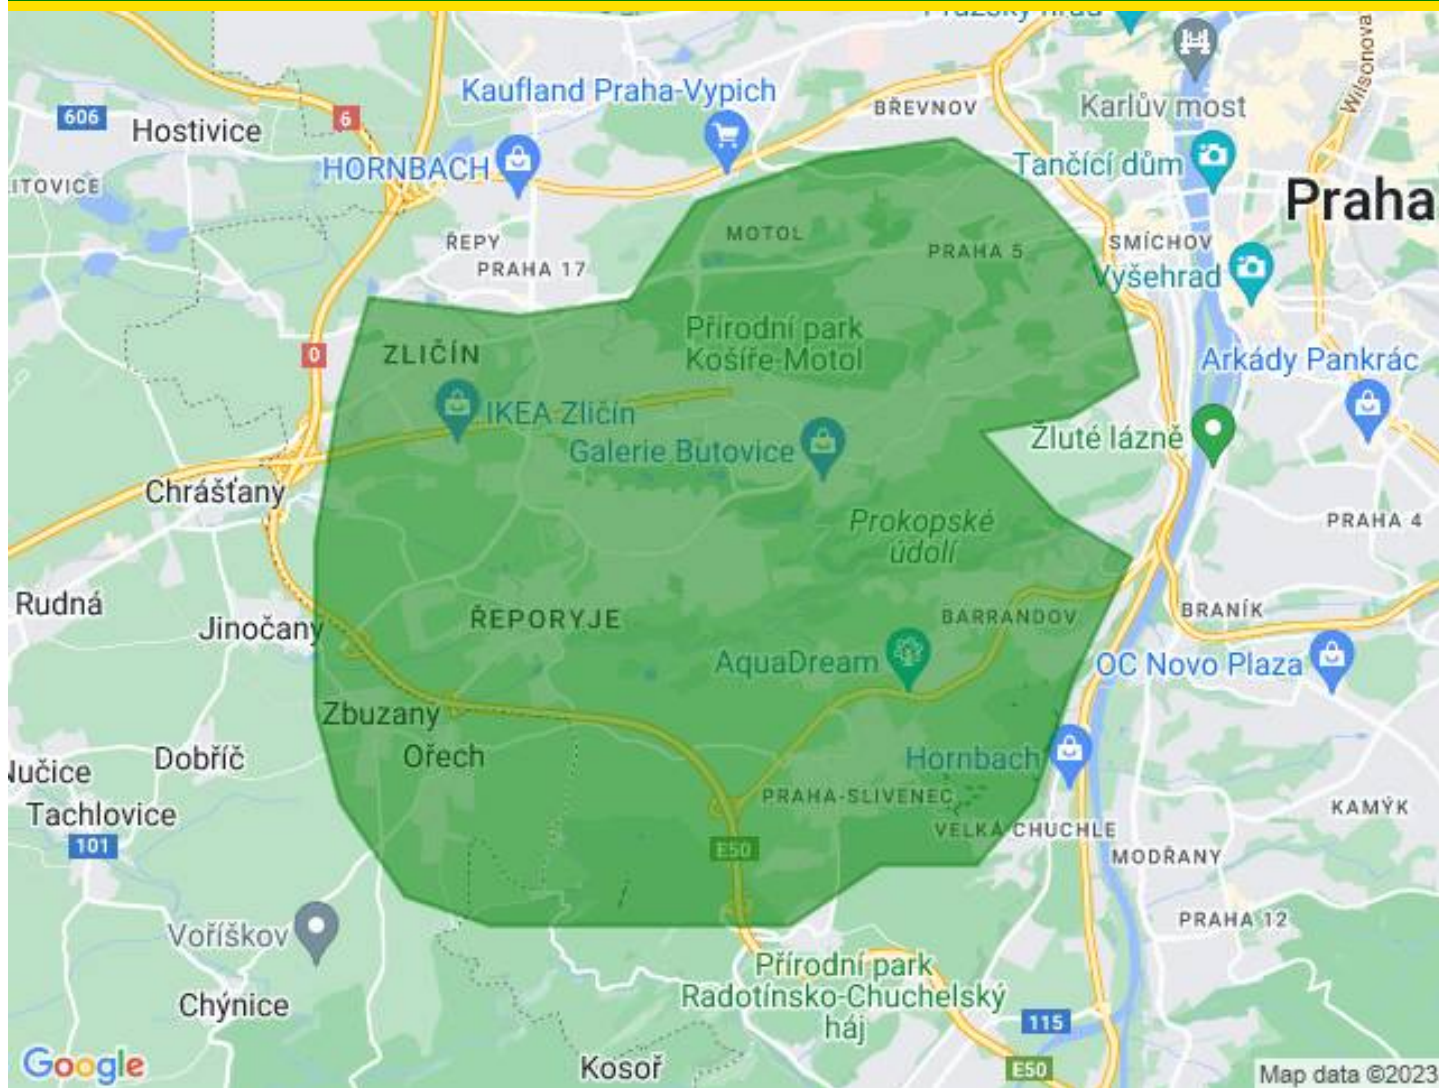 Pražský hrad
Wilsonova
Kaufland Praha-Vypich
BŘEVNOV
Karlův most
606
Hostivice
6
HORNBACH
Tančící dům
Praha
ŘEPY
PRAHA 17
MOTOL
PRAHA 5
SMÍCHOV
Vyšehrad
ZLIČÍN
0
Přírodní park
Košíře-Motol
Arkády Pankrác
IKEA Zličín
Galerie Butovice
Žluté lázně
Chrášťany
Prokopské
údolí
PRAHA 4
Rudná
Jinočany
ŘEPORYJE
BARRANDOV
BRANÍK
AquaDream
OC Novo Plaza
Zbuzany
Ořech
Dobříč
Nučice
Tachlovice
Hornbach
PRAHA-SLIVENEC
VELKÁ CHUCHLE
KAMÝK
101
E50
MODŘANY
Voříškov
PRAHA 12
Přírodní park
Radotínsko-Chuchelský
háj
Chýnice
115
Google
Kosoř
E50
Map data ©2023